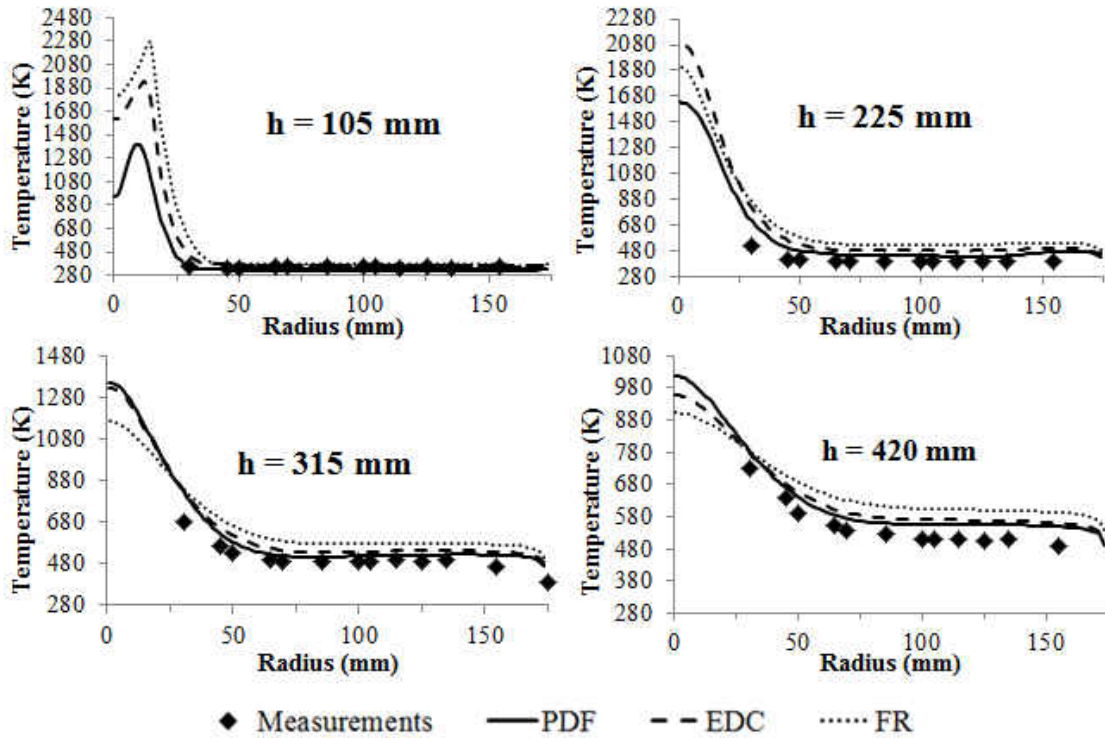 2480
2280
2080
1880
1680
1480
1280
1080
880
680
480
280
Temperature (K)
h = 105 mm
0 50 100 150
Radius (mm)
2280
2080
1880
1680
1480
1280
1080
880
680
480
280
Temperature (K)
h = 225 mm
0 50 100 150
Radius (mm)
1480
1280
1080
880
680
480
280
Temperature (K)
h = 315 mm
0 50 100 150
Radius (mm)
1080
980
880
780
680
580
480
380
280
Temperature (K)
h = 420 mm
0 50 100 150
Radius (mm)
Measurements PDF EDC FR